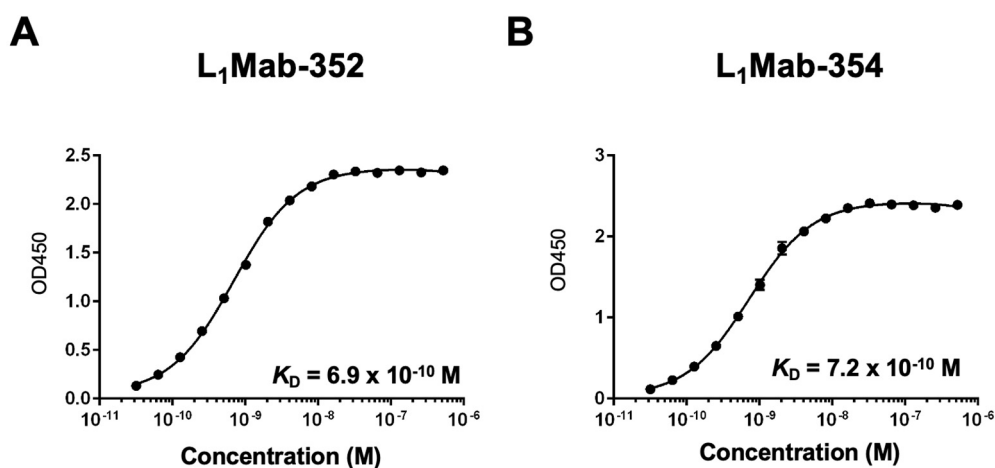 A
L₁Mab-352
2.5
2.0
1.5
1.0
0.5
0.0
OD450
K_D = 6.9 x 10⁻¹⁰ M
10⁻¹¹ 10⁻¹⁰ 10⁻⁹ 10⁻⁸ 10⁻⁷ 10⁻⁶
Concentration (M)
B
L₁Mab-354
3
2
1
0
OD450
K_D = 7.2 x 10⁻¹⁰ M
10⁻¹¹ 10⁻¹⁰ 10⁻⁹ 10⁻⁸ 10⁻⁷ 10⁻⁶
Concentration (M)